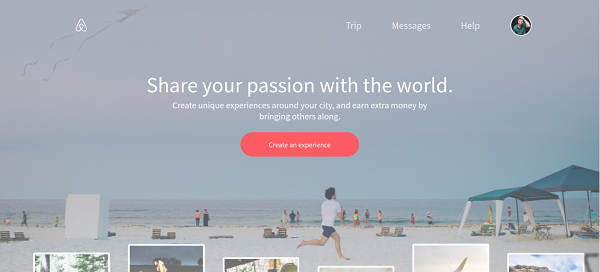 Trip Messages Help
Share your passion with the world.
Create unique experiences around your city, and earn extra money by
bringing others along.
Create an experience